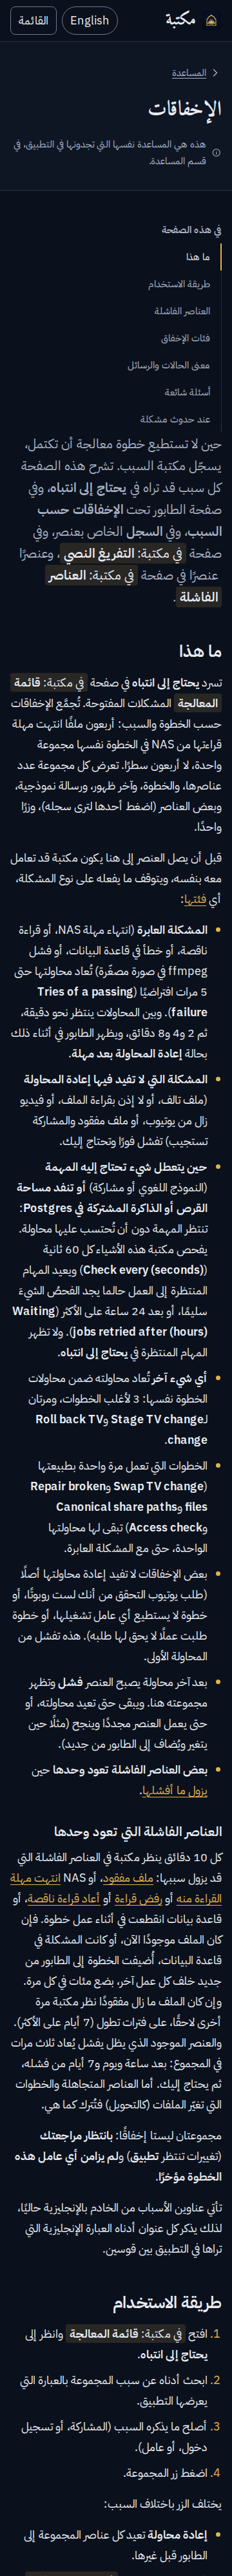 مكتبة
English
القائمة
المساعدة
الإخفاقات
هذه هي المساعدة نفسها التي تجدونها في التطبيق، في
قسم المساعدة.
في هذه الصفحة
ما هذا
طريقة الاستخدام
العناصر الفاشلة
فئات الإخفاق
معنى الحالات والرسائل
أسئلة شائعة
عند حدوث مشكلة
حين لا تستطيع خطوة معالجة أن تكتمل،
يسجّل مكتبة السبب. تشرح هذه الصفحة
كل سبب قد تراه في يحتاج إلى انتباه، وفي
صفحة الطابور تحت الإخفاقات حسب
السبب، وفي السجل الخاص بعنصر، وفي
صفحة في مكتبة: التفريغ النصي، وعنصرًا
عنصرًا في صفحة في مكتبة: العناصر
الفاشلة.
ما هذا
تسرد يحتاج إلى انتباه في صفحة في مكتبة: قائمة
المعالجة المشكلات المفتوحة. تُجمَّع الإخفاقات
حسب الخطوة والسبب: أربعون ملفًا انتهت مهلة
قراءتها من NAS في الخطوة نفسها مجموعة
واحدة، لا أربعون سطرًا. تعرض كل مجموعة عدد
عناصرها، والخطوة، وآخر ظهور، ورسالة نموذجية،
وبعض العناصر (اضغط أحدها لترى سجله)، وزرًا
واحدًا.
قبل أن يصل العنصر إلى هنا يكون مكتبة قد تعامل
معه بنفسه، ويتوقف ما يفعله على نوع المشكلة،
أي فئتها:
المشكلة العابرة (انتهاء مهلة NAS، أو قراءة
ناقصة، أو خطأ في قاعدة البيانات، أو فشل
ffmpeg في صورة مصغّرة) تُعاد محاولتها حتى
5 مرات افتراضيًا (Tries of a passing
failure). وبين المحاولات ينتظر نحو دقيقة،
ثم 2 و4 و8 دقائق، ويظهر الطابور في أثناء ذلك
بحالة إعادة المحاولة بعد مهلة.
المشكلة التي لا تفيد فيها إعادة المحاولة
(ملف تالف، أو لا إذن بقراءة الملف، أو فيديو
زال من يوتيوب، أو ملف مفقود والمشاركة
تستجيب) تفشل فورًا وتحتاج إليك.
حين يتعطل شيء تحتاج إليه المهمة
(النموذج اللغوي أو مشاركة) أو تنفد مساحة
القرص أو الذاكرة المشتركة في Postgres:
تنتظر المهمة دون أن تُحتسب عليها محاولة.
يفحص مكتبة هذه الأشياء كل 60 ثانية
(Check every (seconds)) ويعيد المهام
المنتظرة إلى العمل حالما يجد الفحصُ الشيءَ
سليمًا، أو بعد 24 ساعة على الأكثر (Waiting
jobs retried after (hours)). ولا تظهر
المهام المنتظرة في يحتاج إلى انتباه.
أي شيء آخر تُعاد محاولته ضمن محاولات
الخطوة نفسها: 3 لأغلب الخطوات، ومرتان
لـStage TV change وRoll back TV
change.
الخطوات التي تعمل مرة واحدة بطبيعتها
(Swap TV change وRepair broken
files وCanonical share paths
وAccess check) تبقى لها محاولتها
الواحدة، حتى مع المشكلة العابرة.
بعض الإخفاقات لا تفيد إعادة محاولتها أصلًا
(طلب يوتيوب التحقق من أنك لست روبوتًا، أو
خطوة لا يستطيع أي عامل تشغيلها، أو خطوة
طلبت عملًا لا يحق لها طلبه). هذه تفشل من
المحاولة الأولى.
بعد آخر محاولة يصبح العنصر فشل وتظهر
مجموعته هنا. ويبقى حتى تعيد محاولته، أو
حتى يعمل العنصر مجددًا وينجح (مثلًا حين
يتغير ويُضاف إلى الطابور من جديد).
بعض العناصر الفاشلة تعود وحدها حين
يزول ما أفشلها.
العناصر الفاشلة التي تعود وحدها
كل 10 دقائق ينظر مكتبة في العناصر الفاشلة التي
قد يزول سببها: ملف مفقود، أو NAS انتهت مهلة
القراءة منه أو رفض قراءة أو أعاد قراءة ناقصة، أو
قاعدة بيانات انقطعت في أثناء عمل خطوة. فإن
كان الملف موجودًا الآن، أو كانت المشكلة في
قاعدة البيانات، أُضيفت الخطوة إلى الطابور من
جديد خلف كل عمل آخر، بضع مئات في كل مرة.
وإن كان الملف ما زال مفقودًا نظر مكتبة مرة
أخرى لاحقًا، على فترات تطول (7 أيام على الأكثر).
والعنصر الموجود الذي يظل يفشل يُعاد ثلاث مرات
في المجموع: بعد ساعة ويوم و7 أيام من فشله،
ثم يحتاج إليك. أما العناصر المتجاهلة والخطوات
التي تغيّر الملفات (كالتحويل) فتُترك كما هي.
مجموعتان ليستا إخفاقًا: بانتظار مراجعتك
(تغييرات تنتظر تطبيق) ولم يزامن أي عامل هذه
الخطوة مؤخرًا.
تأتي عناوين الأسباب من الخادم بالإنجليزية حاليًا،
لذلك يذكر كل عنوان أدناه العبارة الإنجليزية التي
تراها في التطبيق بين قوسين.
طريقة الاستخدام
1. افتح في مكتبة: قائمة المعالجة وانظر إلى
يحتاج إلى انتباه.
2. ابحث أدناه عن سبب المجموعة بالعبارة التي
يعرضها التطبيق.
3. أصلح ما يذكره السبب (المشاركة، أو تسجيل
دخول، أو عامل).
4. اضغط زر المجموعة.
يختلف الزر باختلاف السبب:
إعادة محاولة تعيد كل عناصر المجموعة إلى
الطابور قبل غيرها.